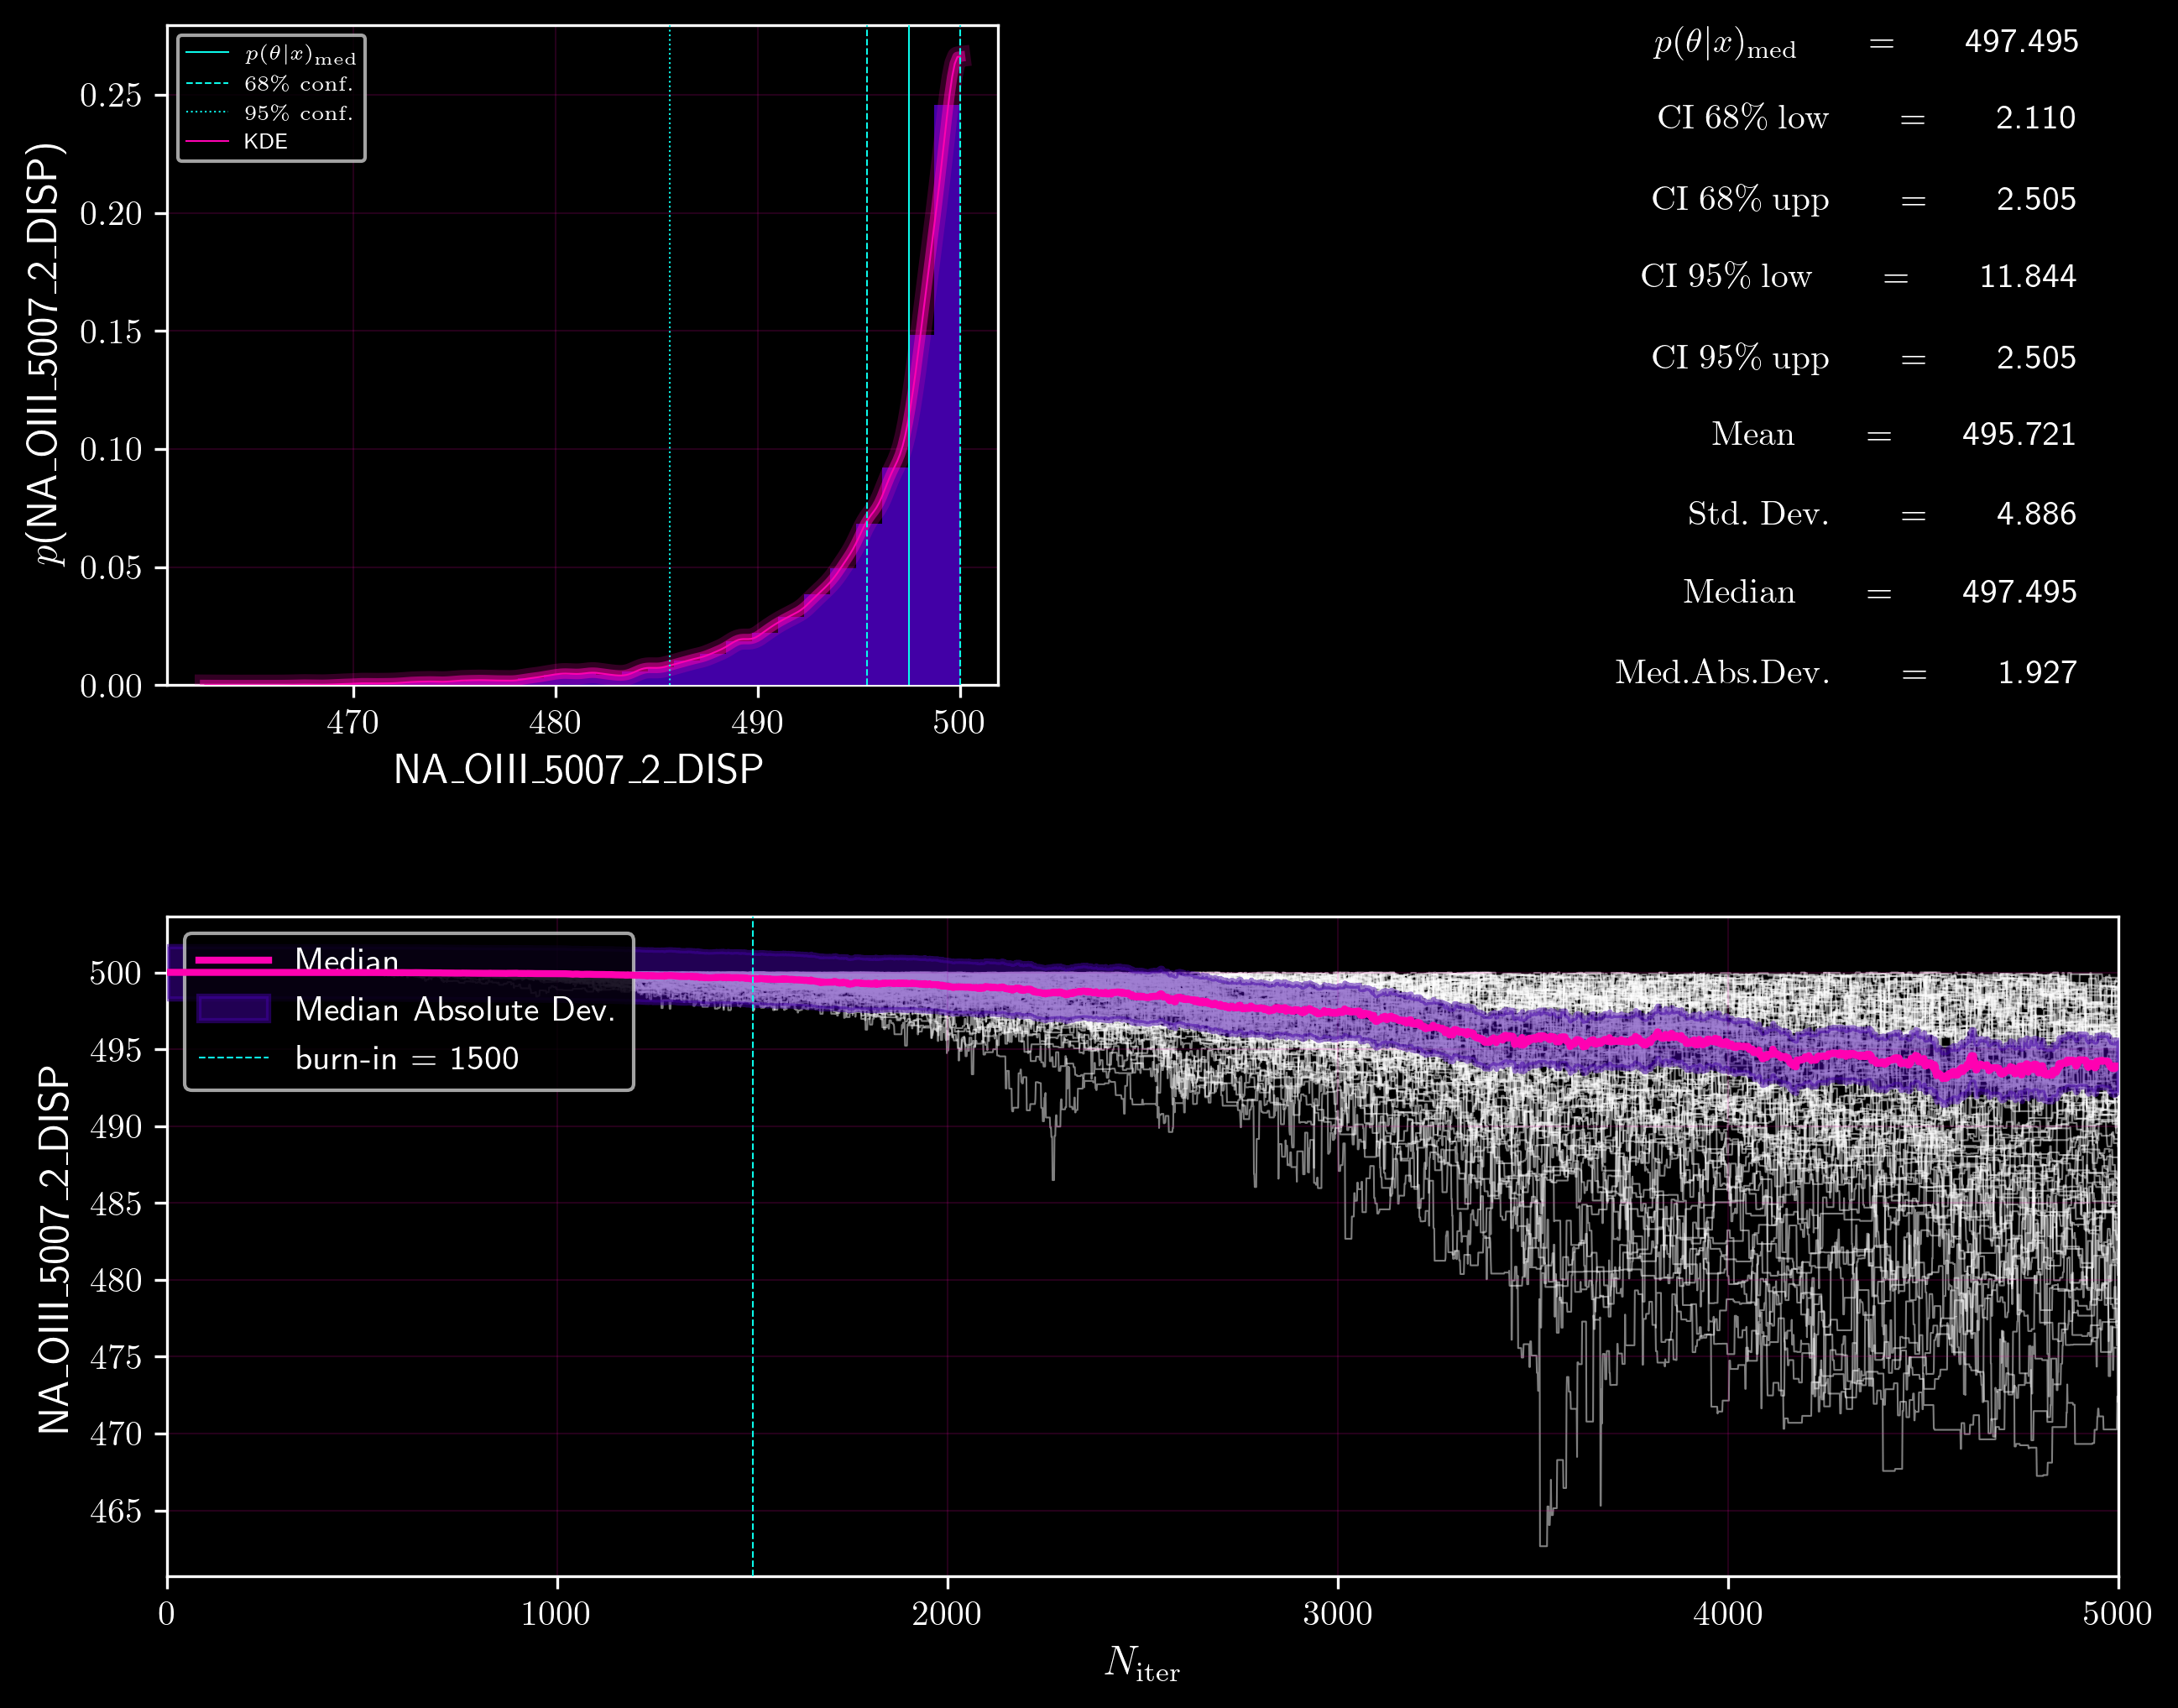 p(θ|x)med
68% conf.
95% conf.
KDE
p(NA_OIII_5007_2_DISP)
0.25
0.20
0.15
0.10
0.05
0.00
470 480 490 500
NA_OIII_5007_2_DISP
p(θ|x)med = 497.495
CI 68% low = 2.110
CI 68% upp = 2.505
CI 95% low = 11.844
CI 95% upp = 2.505
Mean = 495.721
Std. Dev. = 4.886
Median = 497.495
Med.Abs.Dev. = 1.927
Median
Median Absolute Dev.
burn-in = 1500
NA_OIII_5007_2_DISP
500
495
490
485
480
475
470
465
0 1000 2000 3000 4000 5000
Niter